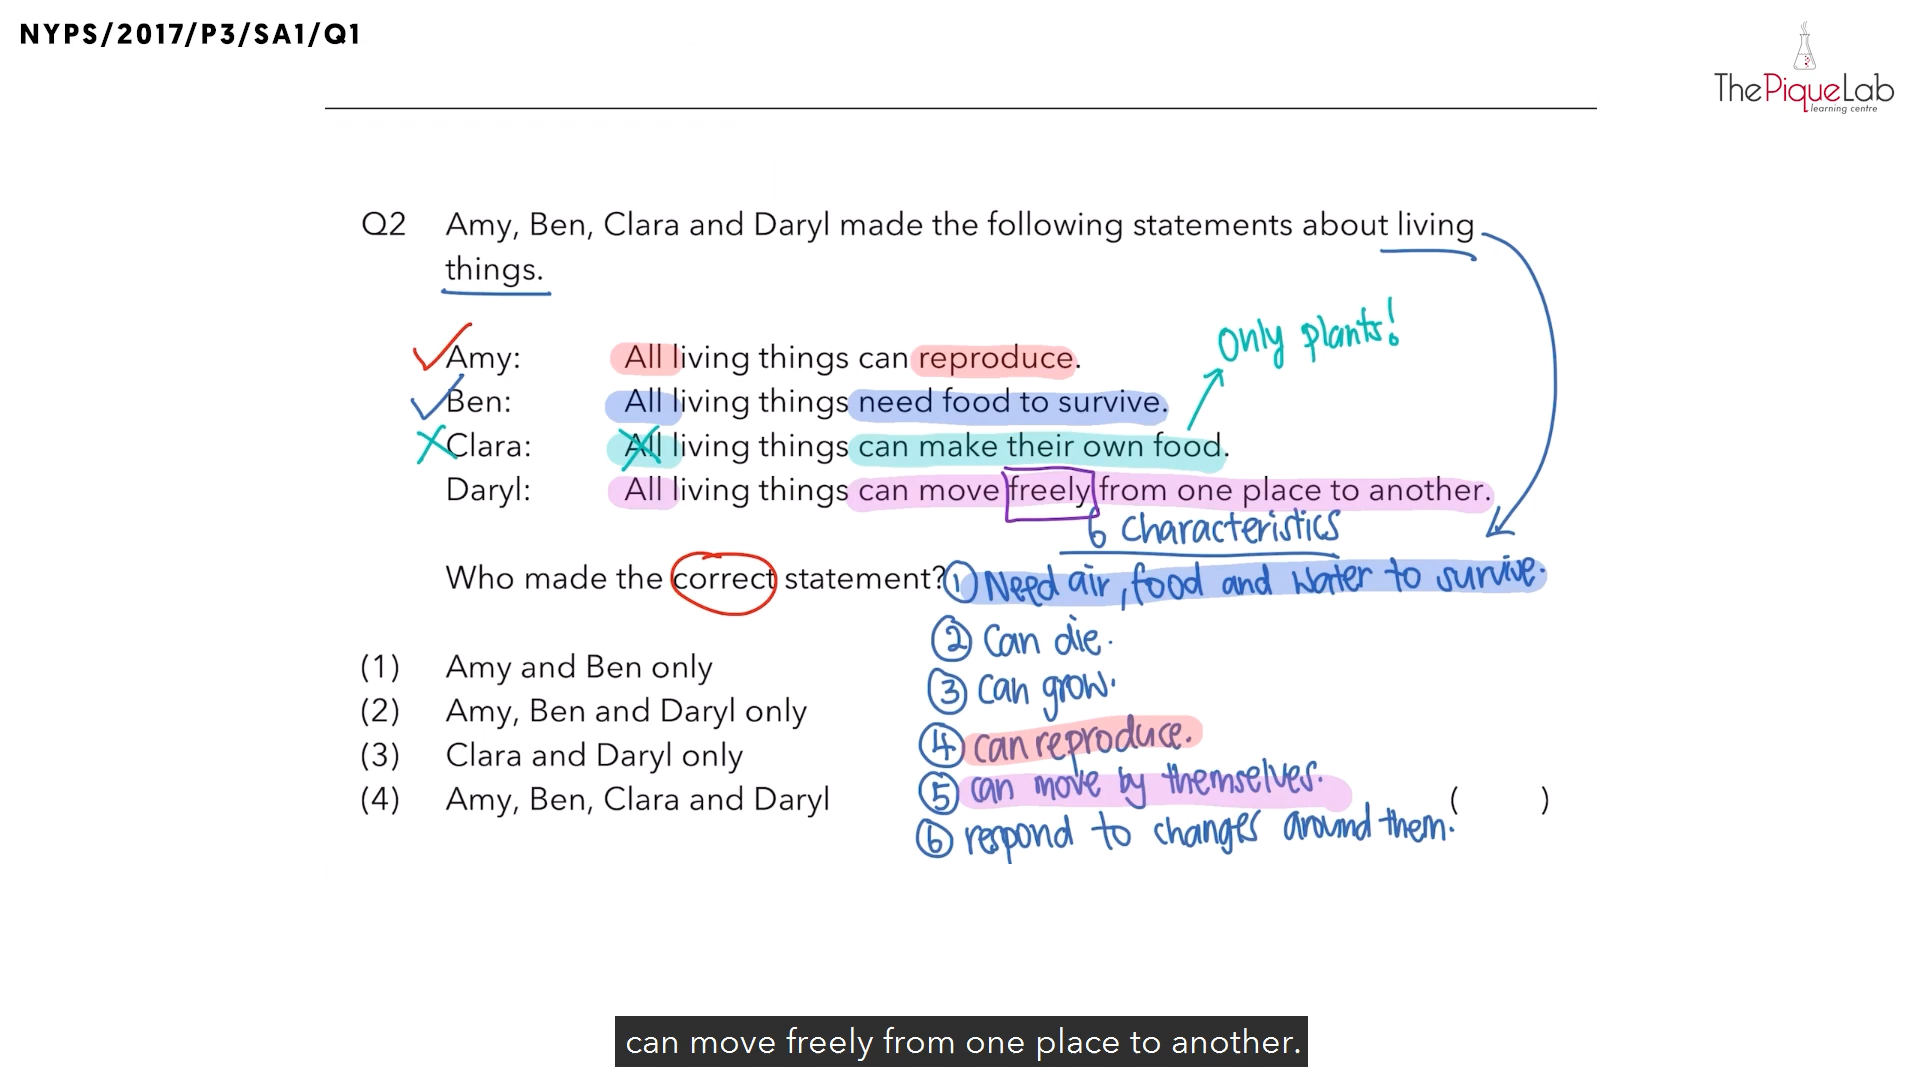 NYPS/2017/P3/SA1/Q1
ThePiqueLab
learning centre
Q2 Amy, Ben, Clara and Daryl made the following statements about living
things.
Only plants!
Amy: All living things can reproduce.
Ben: All living things need food to survive.
Clara: All living things can make their own food.
Daryl: All living things can move freely from one place to another.
6 Characteristics
Who made the correct statement?
① Need air, food and water to survive.
② Can die.
③ Can grow.
④ can reproduce.
⑤ can move by themselves.
⑥ respond to changes around them.
(1) Amy and Ben only
(2) Amy, Ben and Daryl only
(3) Clara and Daryl only
(4) Amy, Ben, Clara and Daryl
( )
can move freely from one place to another.